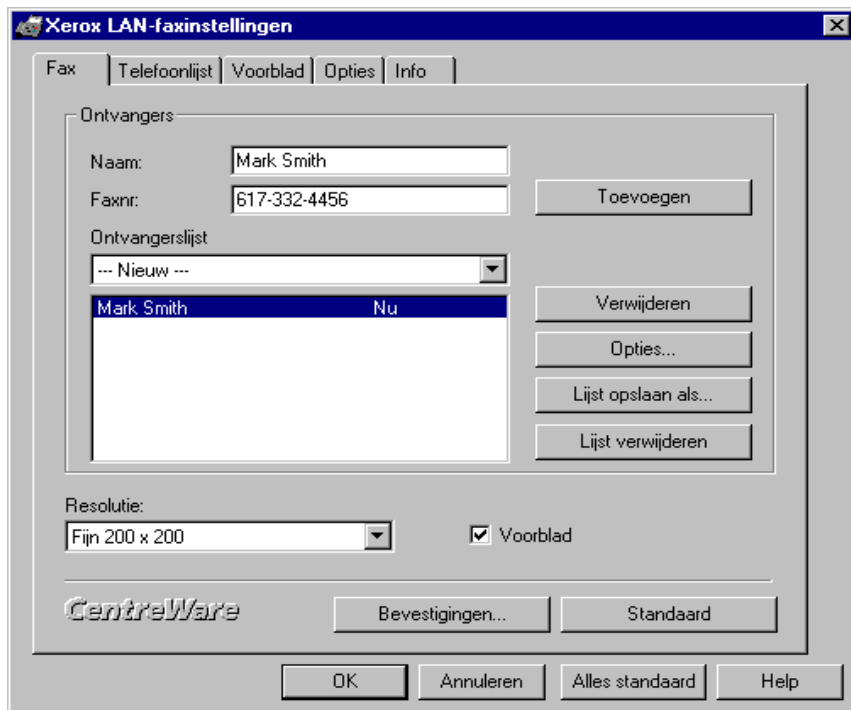 Xerox LAN-faxinstellingen
Fax Telefoonlijst Voorblad Opties Info
Ontvangers
Naam: Mark Smith
Faxnr: 617-332-4456 Toevoegen
Ontvangerslijst
--- Nieuw ---
Mark Smith Nu
Verwijderen
Opties...
Lijst opslaan als...
Lijst verwijderen
Resolutie:
Fijn 200 x 200 Voorblad
CentreWare Bevestigingen... Standaard
OK Annuleren Alles standaard Help